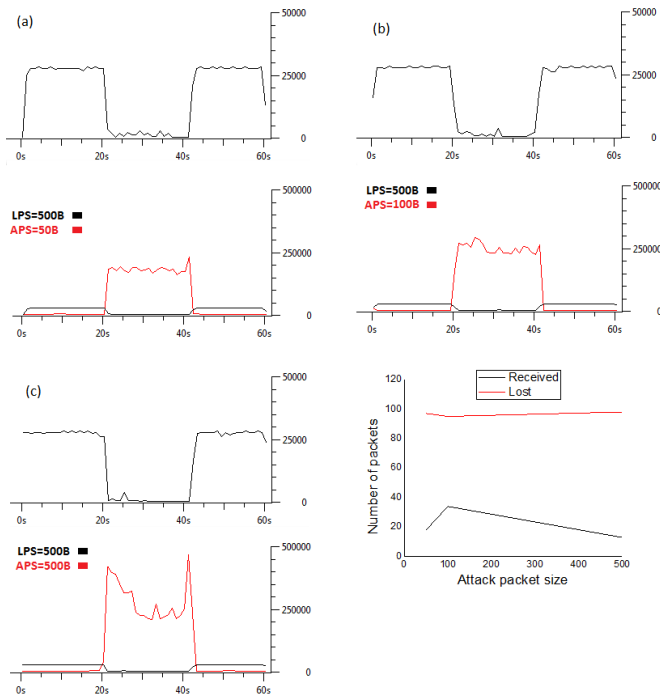 (a)
50000
25000
0
0s 20s 40s 60s
(b)
50000
25000
0
0s 20s 40s 60s
LPS=500B
APS=50B
500000
250000
0
0s 20s 40s 60s
LPS=500B
APS=100B
500000
250000
0
0s 20s 40s 60s
(c)
50000
25000
0
0s 20s 40s 60s
LPS=500B
APS=500B
500000
250000
0
0s 20s 40s 60s
Received
Lost
Number of packets
120
100
80
60
40
20
0
0 100 200 300 400 500
Attack packet size